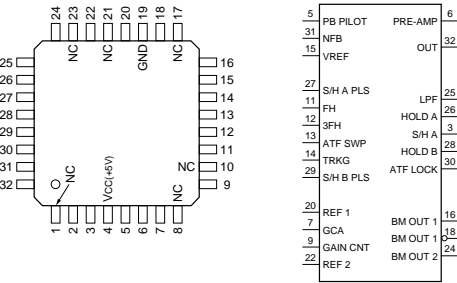 24 23 22 21 20 19 18 17
NC NC GND NC
25 16
26 15
27 14
28 13
29 12
30 11
31 NC 10
32 9
NC VCC(+5V) NC
1 2 3 4 5 6 7 8
5 PB PILOT PRE-AMP 6
31 NFB OUT 32
15 VREF
27 S/H A PLS LPF 25
11 FH HOLD A 26
12 3FH S/H A 3
13 ATF SWP HOLD B 28
14 TRKG ATF LOCK 30
29 S/H B PLS
20 REF 1 BM OUT 1 16
7 GCA BM OUT 1 18
9 GAIN CNT BM OUT 2 24
22 REF 2